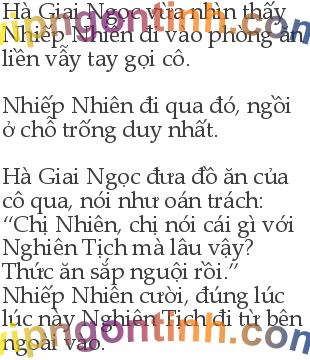 Hà Giai Ngọc vừa nhìn thấy
Nhiếp Nhiên đi vào phòng ăn
liền vẫy tay gọi cô.
Nhiếp Nhiên đi qua đó, ngồi
ở chỗ trống duy nhất.
Hà Giai Ngọc đưa đồ ăn của
cô qua, nói như oán trách:
“Chị Nhiên, chị nói cái gì với
Nghiên Tịch mà lâu vậy?
Thức ăn sắp nguội rồi.”
Nhiếp Nhiên cười, đúng lúc
lúc này Nghiên Tịch đi từ bên
ngoài vào.
vipngontinh.com
vipngontinh.com